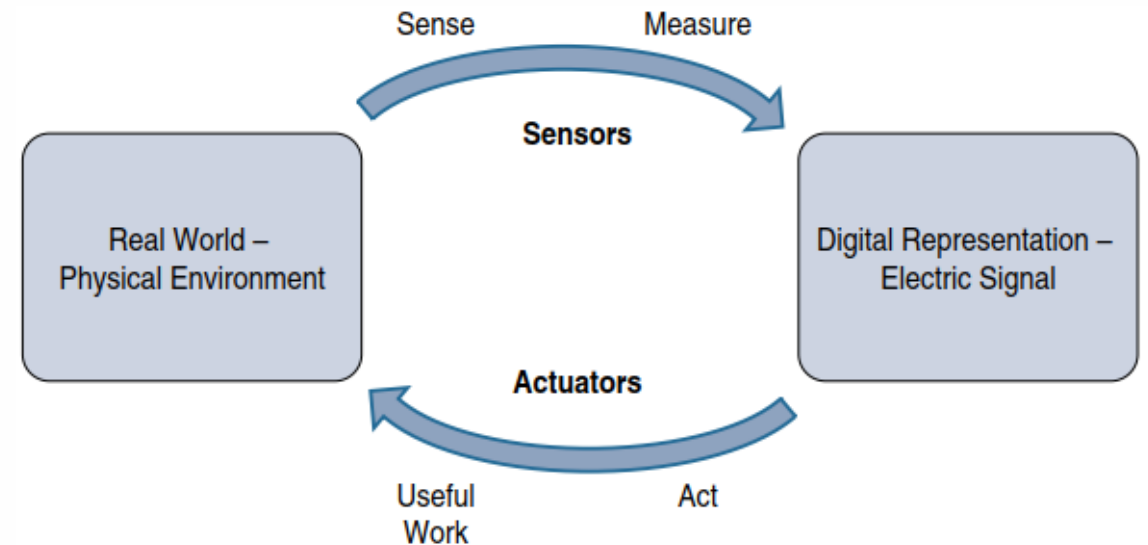 Sense
Measure
Sensors
Real World –
Physical Environment
Digital Representation –
Electric Signal
Actuators
Useful
Work
Act